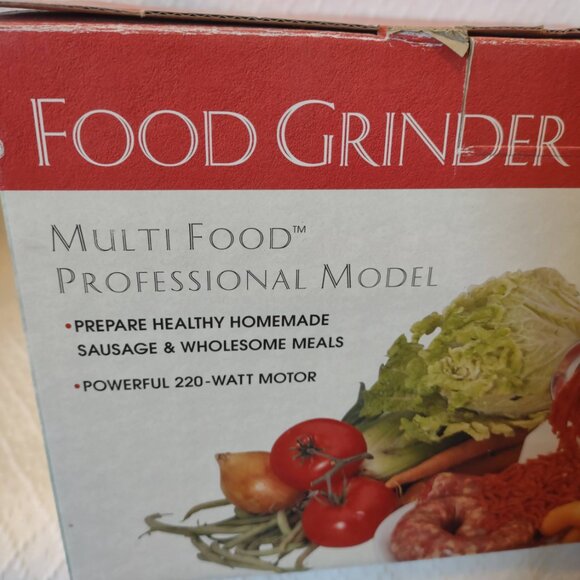 FOOD GRINDER
MULTI FOOD™
PROFESSIONAL MODEL
•PREPARE HEALTHY HOMEMADE
SAUSAGE & WHOLESOME MEALS
•POWERFUL 220-WATT MOTOR